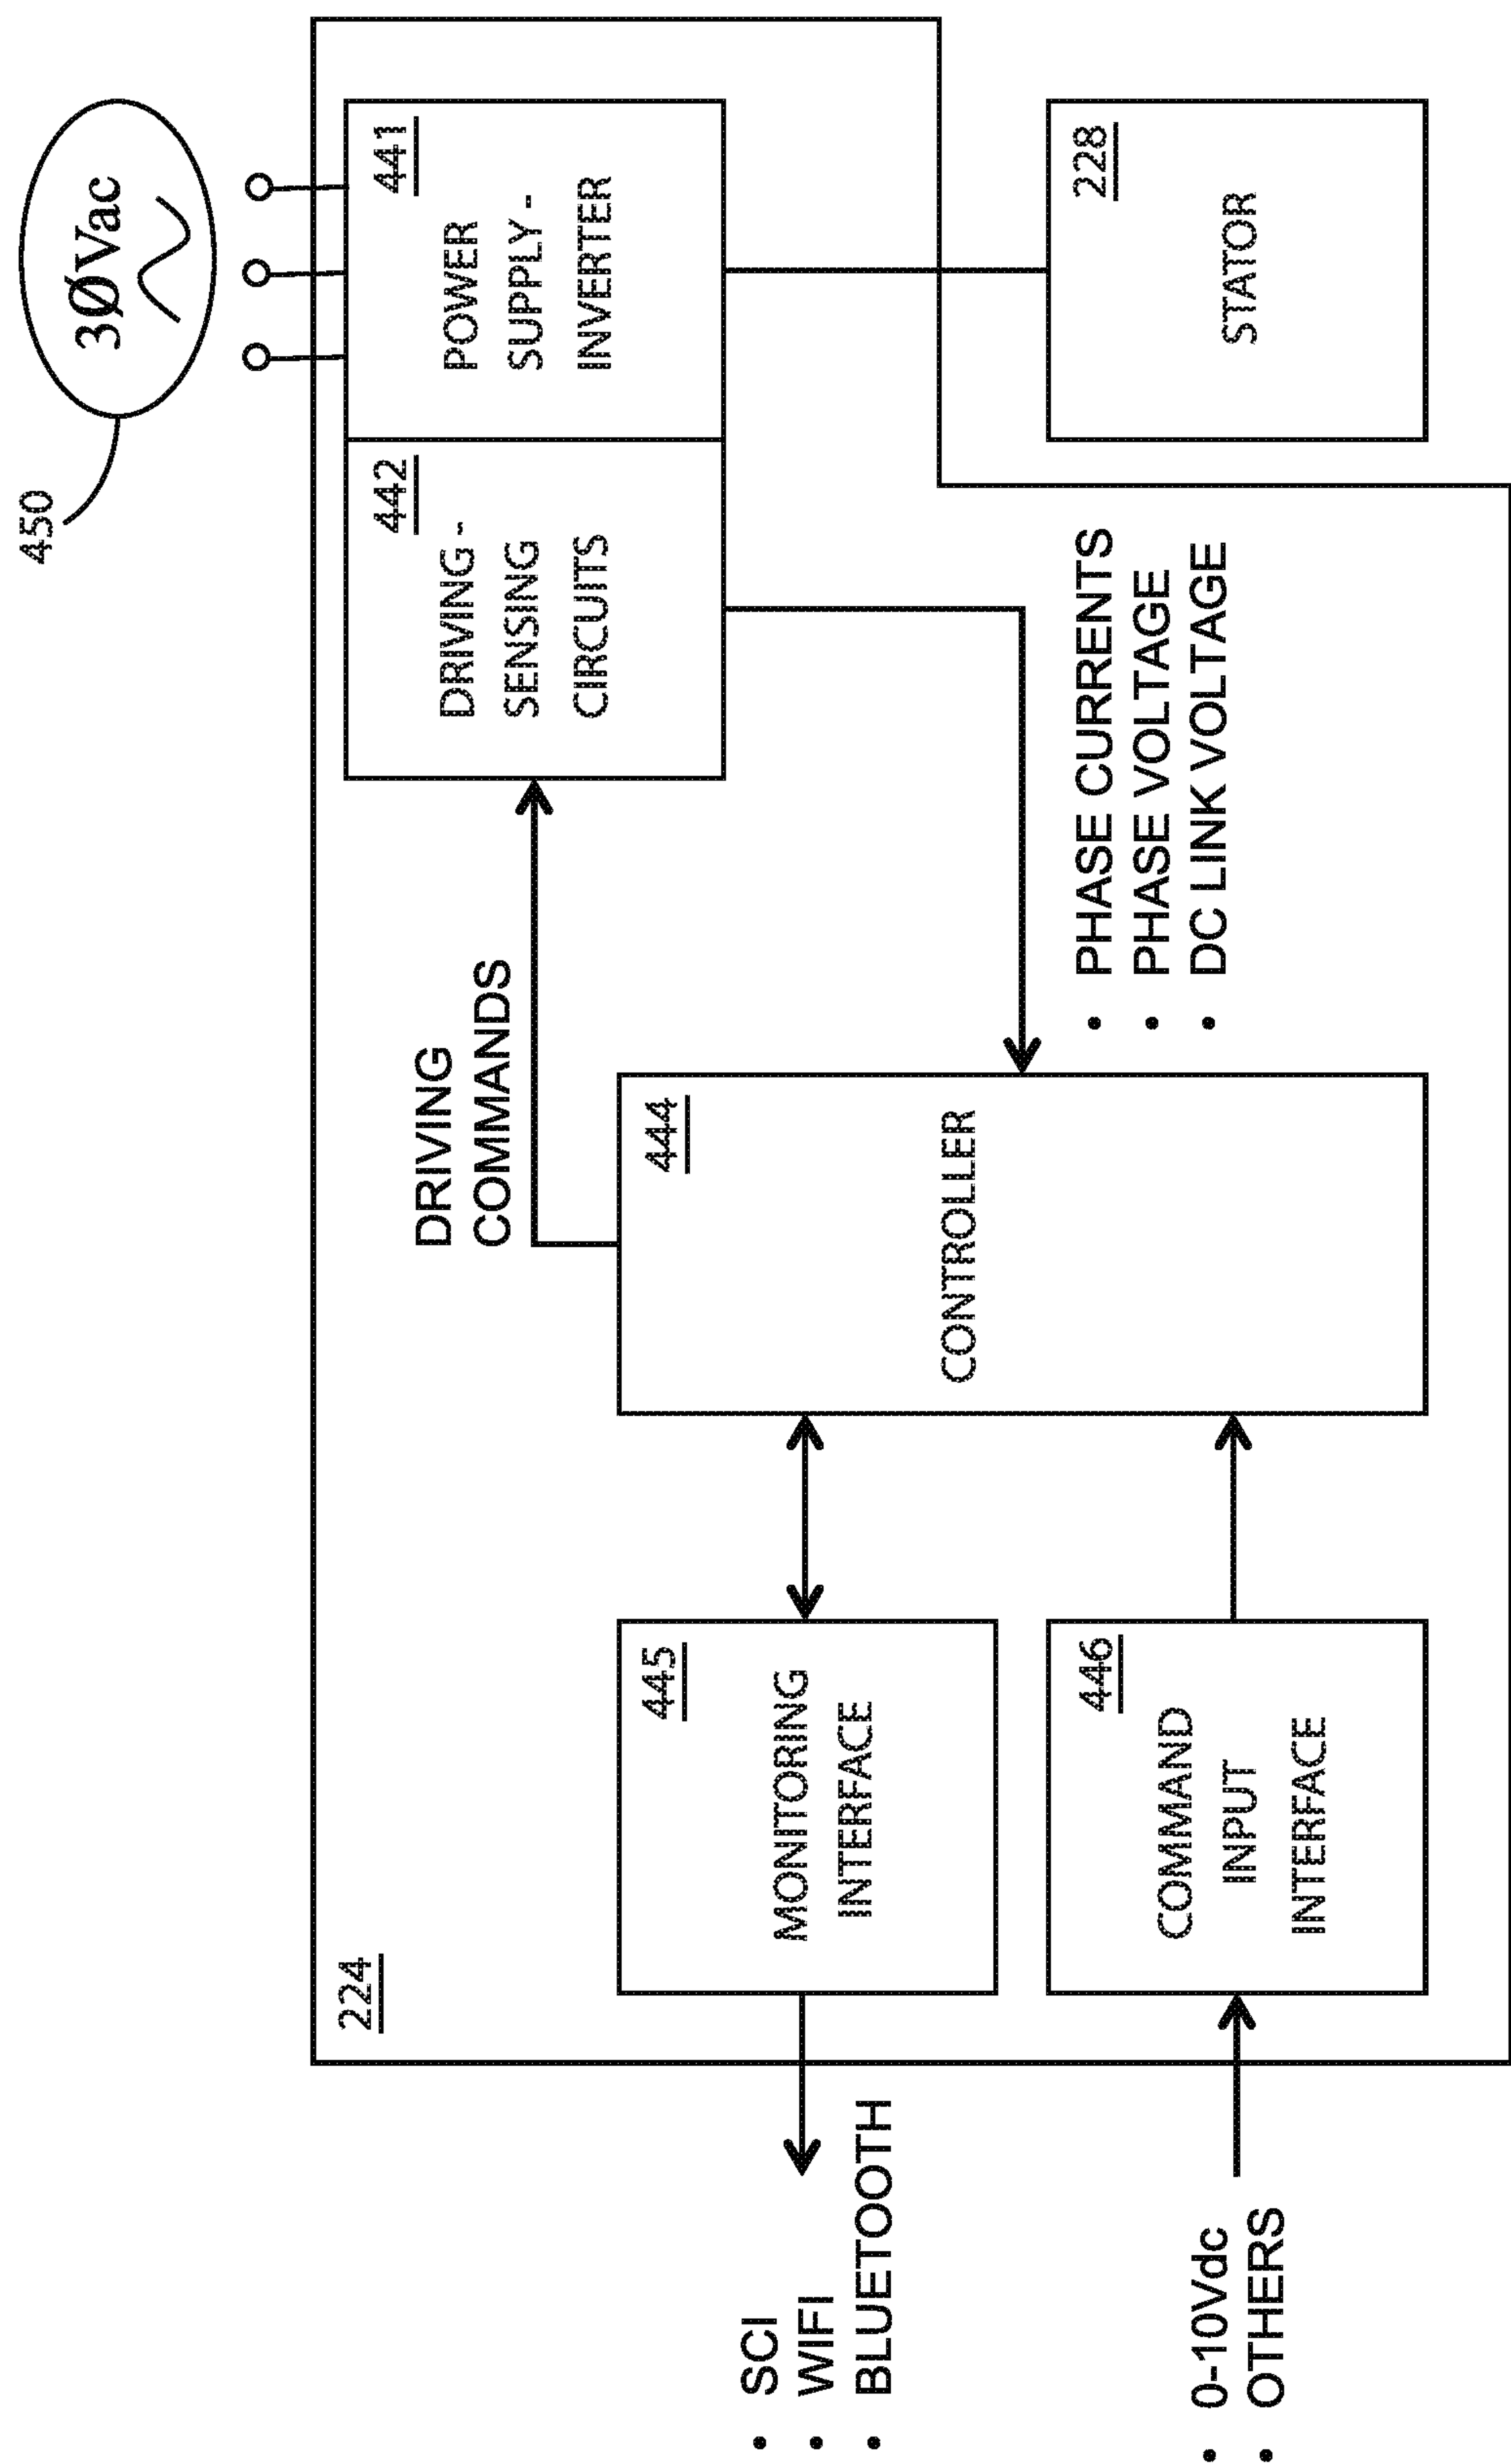 450
3ØVac
224
441
POWER
SUPPLY -
INVERTER
442
DRIVING -
SENSING
CIRCUITS
DRIVING
COMMANDS
444
CONTROLLER
445
MONITORING
INTERFACE
446
COMMAND
INPUT
INTERFACE
228
STATOR
• PHASE CURRENTS
• PHASE VOLTAGE
• DC LINK VOLTAGE
• SCI
• WIFI
• BLUETOOTH
• 0-10Vdc
• OTHERS